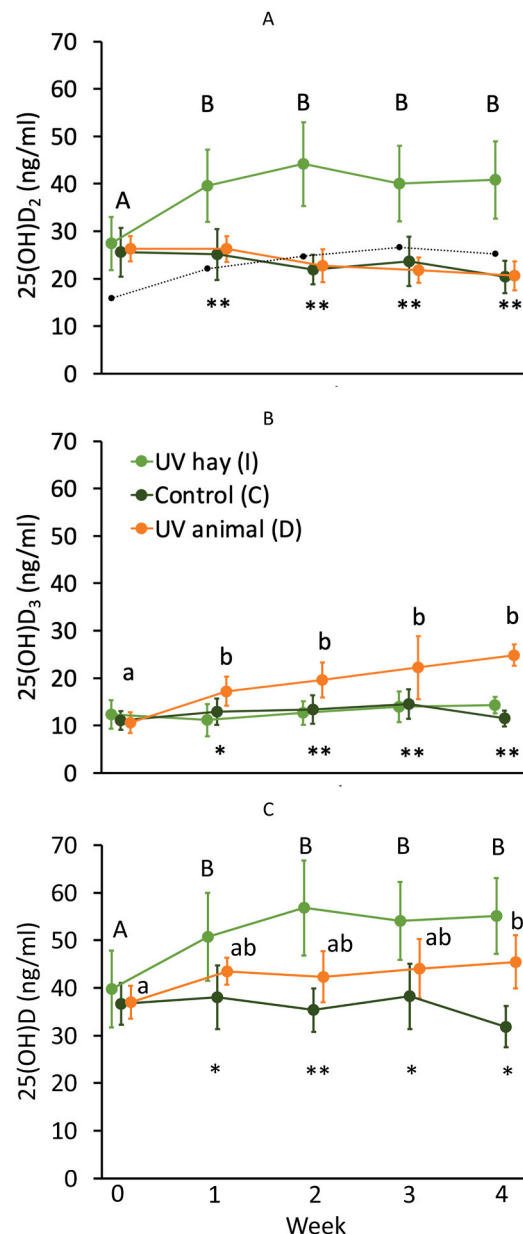 A
70
60
50
40
30
20
10
0
25(OH)D₂ (ng/ml)
A
B
B
B
B
**
**
**
**
B
70
60
50
40
30
20
10
0
25(OH)D₃ (ng/ml)
UV hay (I)
Control (C)
UV animal (D)
a
b
b
b
b
*
**
**
**
C
70
60
50
40
30
20
10
0
25(OH)D (ng/ml)
A
B
B
B
B
a
ab
ab
ab
b
*
**
*
*
0
1
2
3
4
Week